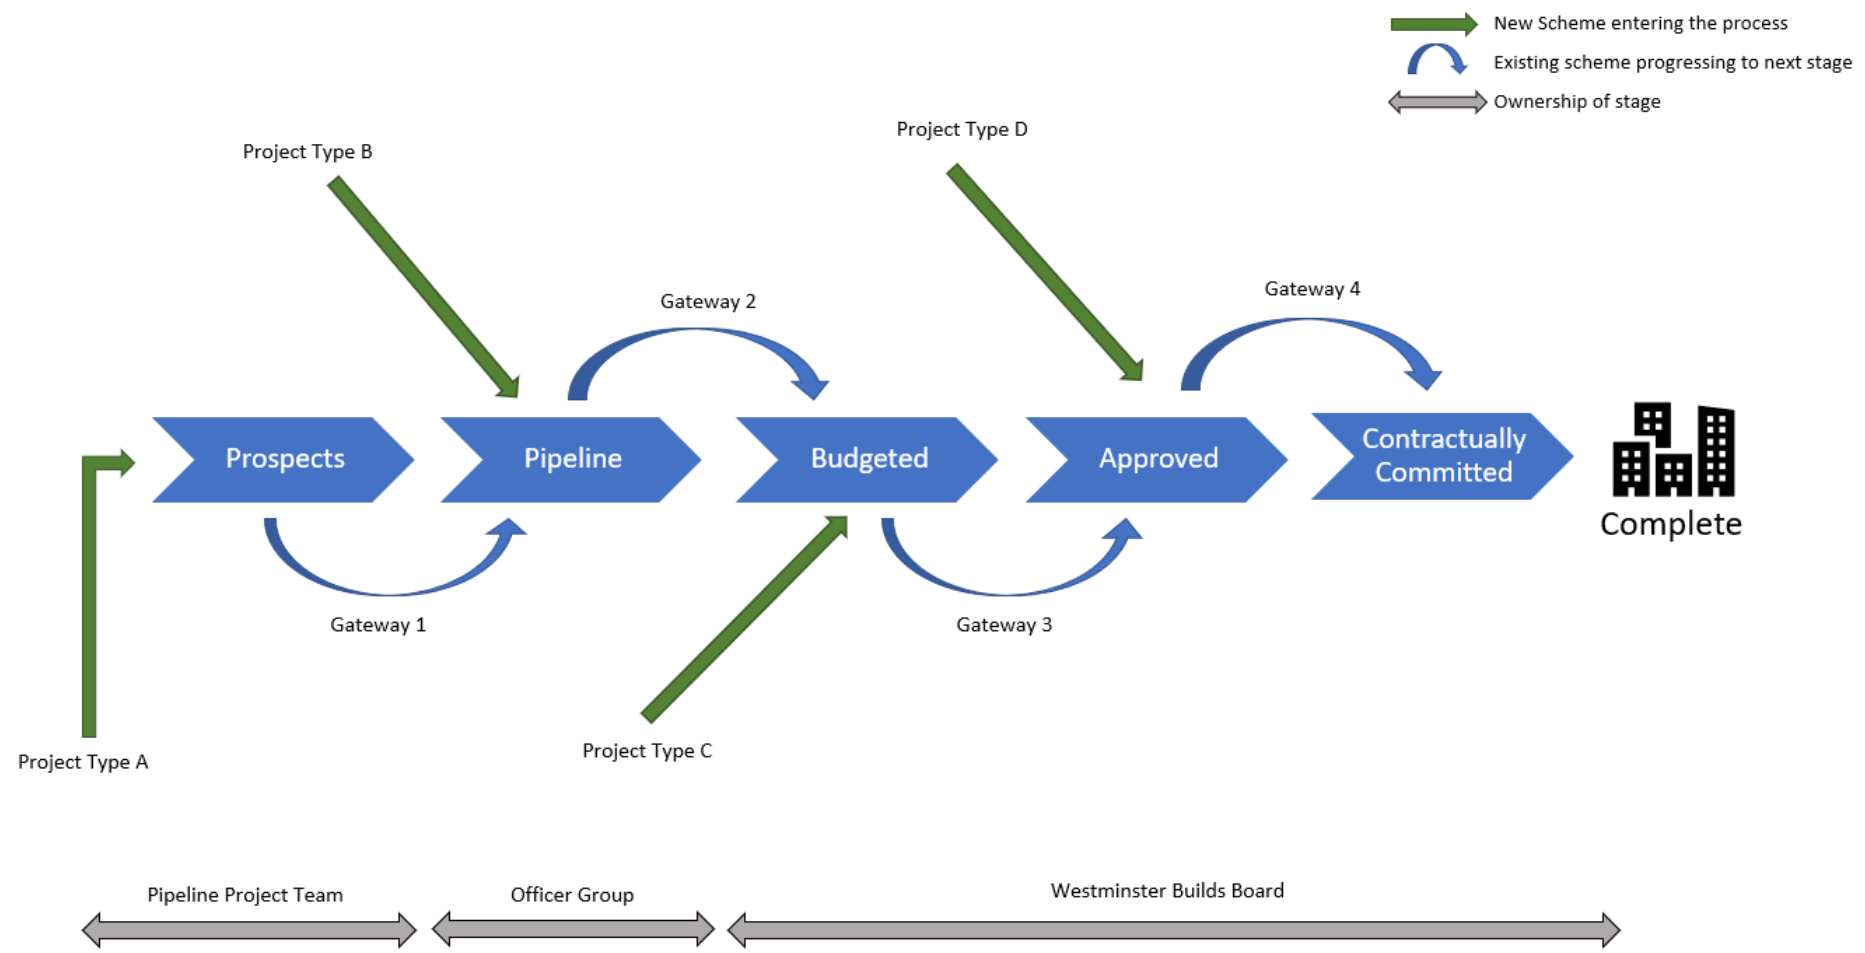 New Scheme entering the process
Existing scheme progressing to next stage
Ownership of stage
Project Type D
Project Type B
Gateway 4
Gateway 2
Prospects
Pipeline
Budgeted
Approved
Contractually
Committed
Complete
Gateway 1
Gateway 3
Project Type C
Project Type A
Pipeline Project Team
Officer Group
Westminster Builds Board